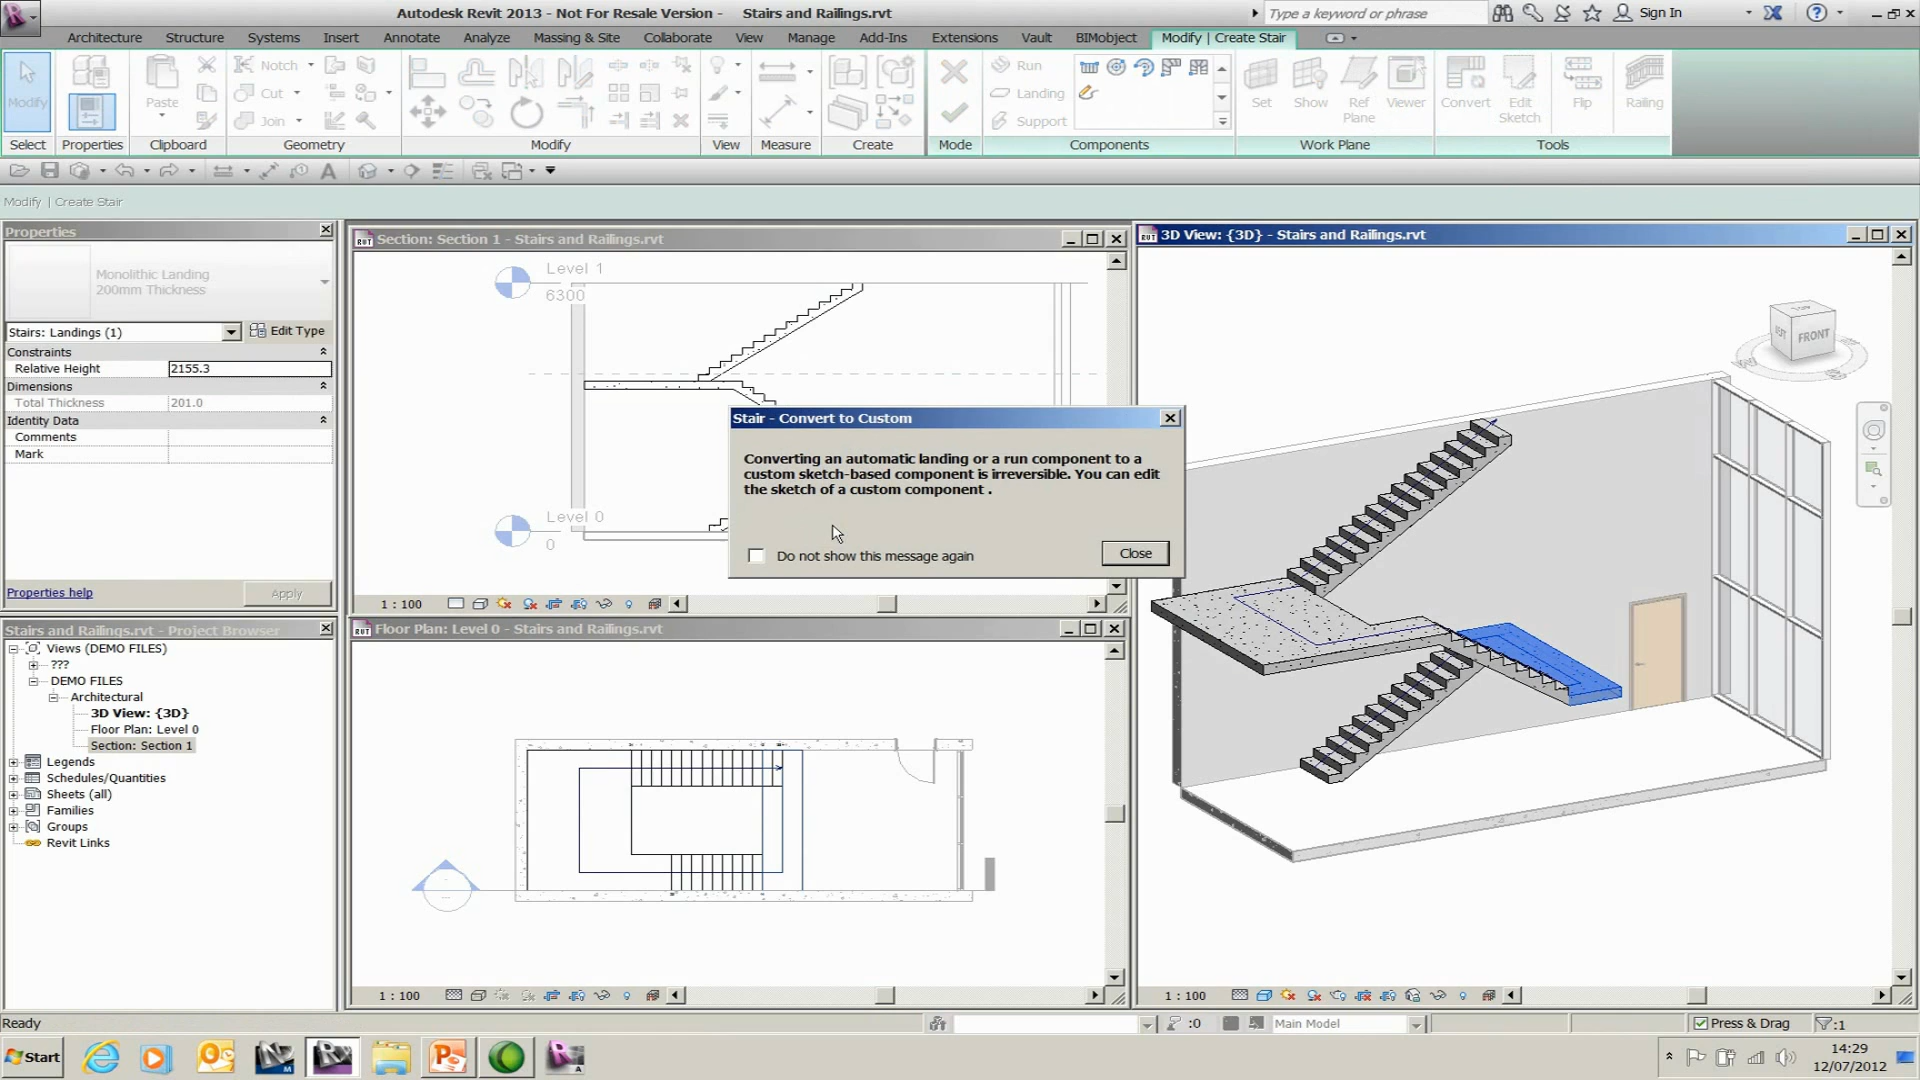 Autodesk Revit 2013 - Not For Resale Version - Stairs and Railings.rvt
Type a keyword or phrase
Sign In
Architecture Structure Systems Insert Annotate Analyze Massing & Site Collaborate View Manage Add-Ins Extensions Vault BIMobject Modify | Create Stair
Modify
Paste
Notch
Cut
Join
Run
Landing
Support
Set Show Ref Plane Viewer Convert Edit Sketch Flip Railing
Select Properties Clipboard Geometry Modify View Measure Create Mode Components Work Plane Tools
Modify | Create Stair
Properties
Monolithic Landing
200mm Thickness
Stairs: Landings (1)
Edit Type
Constraints
Relative Height 2155.3
Dimensions
Total Thickness 201.0
Identity Data
Comments
Mark
Properties help
Apply
Stairs and Railings.rvt - Project Browser
Views (DEMO FILES)
???
DEMO FILES
Architectural
3D View: {3D}
Floor Plan: Level 0
Section: Section 1
Legends
Schedules/Quantities
Sheets (all)
Families
Groups
Revit Links
Section: Section 1 - Stairs and Railings.rvt
Level 1
6300
Level 0
0
1 : 100
Floor Plan: Level 0 - Stairs and Railings.rvt
1 : 100
3D View: {3D} - Stairs and Railings.rvt
FRONT
1 : 100
Stair - Convert to Custom
Converting an automatic landing or a run component to a
custom sketch-based component is irreversible. You can edit
the sketch of a custom component .
Do not show this message again
Close
Ready
:0
Main Model
Press & Drag
:1
Start
14:29
12/07/2012